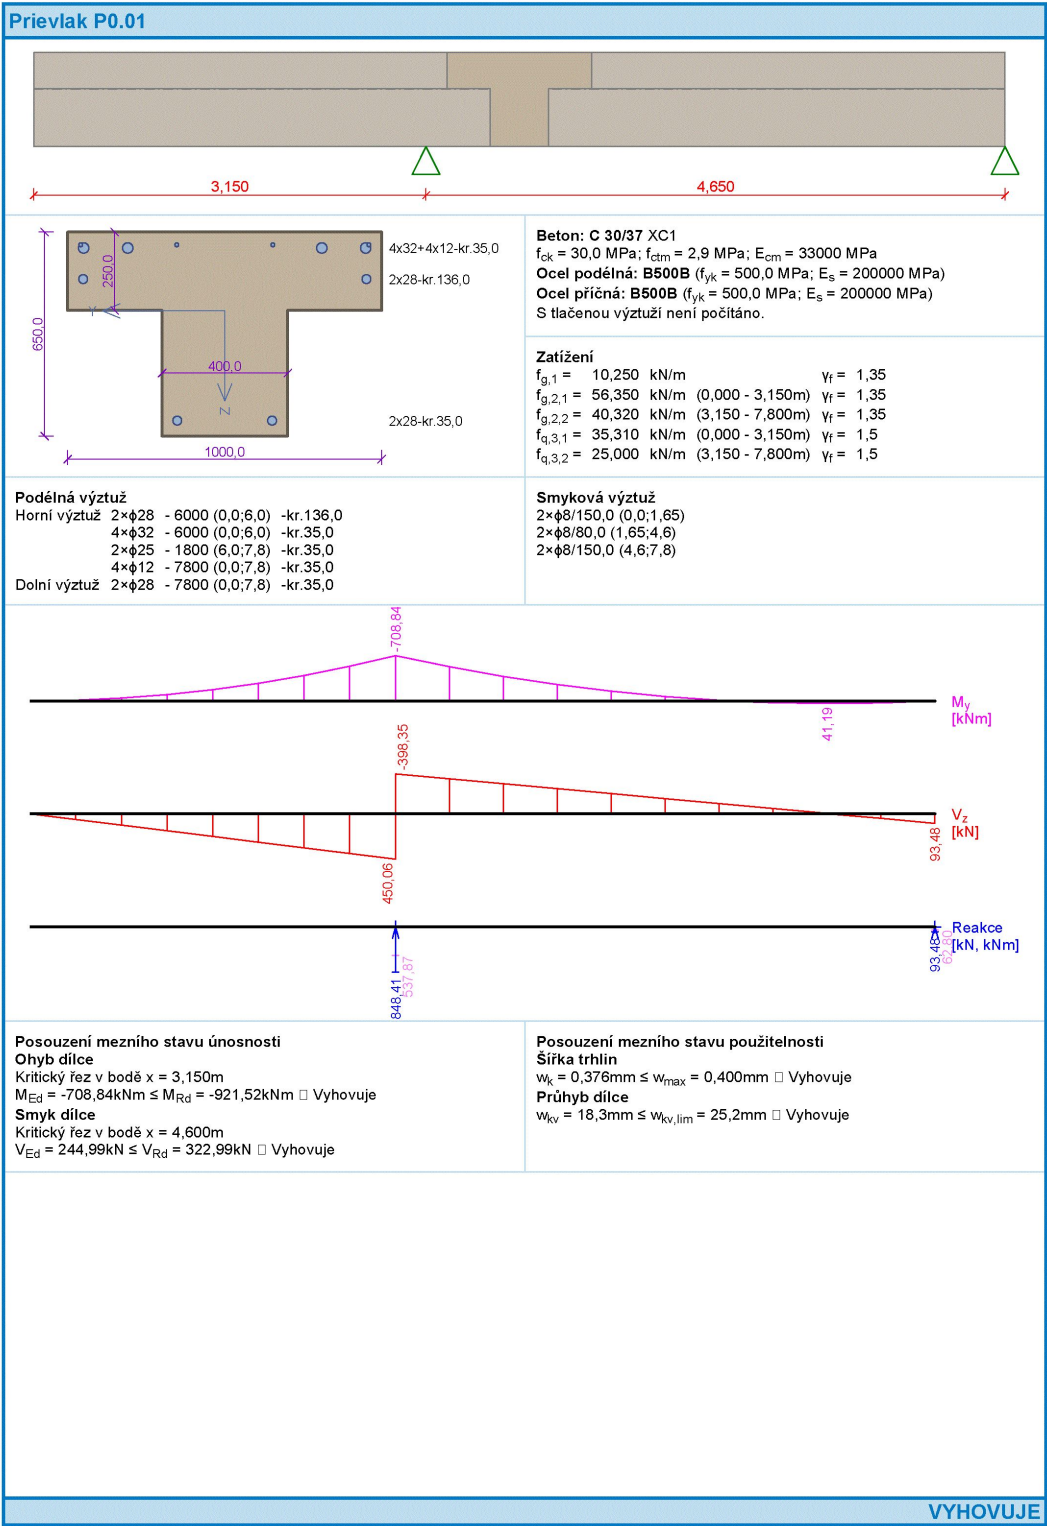 Prievlak P0.01
3,150
4,650
250,0
650,0
400,0
1000,0
Y
Z
4x32+4x12-kr.35,0
2x28-kr.136,0
2x28-kr.35,0
Beton: C 30/37 XC1
fck = 30,0 MPa; fctm = 2,9 MPa; Ecm = 33000 MPa
Ocel podélná: B500B (fyk = 500,0 MPa; Es = 200000 MPa)
Ocel příčná: B500B (fyk = 500,0 MPa; Es = 200000 MPa)
S tlačenou výztuží není počítáno.
Zatížení
fg,1 = 10,250 kN/m γf = 1,35
fg,2,1 = 56,350 kN/m (0,000 - 3,150m) γf = 1,35
fg,2,2 = 40,320 kN/m (3,150 - 7,800m) γf = 1,35
fq,3,1 = 35,310 kN/m (0,000 - 3,150m) γf = 1,5
fq,3,2 = 25,000 kN/m (3,150 - 7,800m) γf = 1,5
Podélná výztuž
Horní výztuž 2×ϕ28 - 6000 (0,0;6,0) -kr.136,0
4×ϕ32 - 6000 (0,0;6,0) -kr.35,0
2×ϕ25 - 1800 (6,0;7,8) -kr.35,0
4×ϕ12 - 7800 (0,0;7,8) -kr.35,0
Dolní výztuž 2×ϕ28 - 7800 (0,0;7,8) -kr.35,0
Smyková výztuž
2×ϕ8/150,0 (0,0;1,65)
2×ϕ8/80,0 (1,65;4,6)
2×ϕ8/150,0 (4,6;7,8)
-708,84
41,19
My
[kNm]
-398,35
450,06
93,48
Vz
[kN]
848,41
537,87
93,48
62,80
Reakce
[kN, kNm]
Posouzení mezního stavu únosnosti
Ohyb dílce
Kritický řez v bodě x = 3,150m
MEd = -708,84kNm ≤ MRd = -921,52kNm □ Vyhovuje
Smyk dílce
Kritický řez v bodě x = 4,600m
VEd = 244,99kN ≤ VRd = 322,99kN □ Vyhovuje
Posouzení mezního stavu použitelnosti
Šířka trhlin
wk = 0,376mm ≤ wmax = 0,400mm □ Vyhovuje
Průhyb dílce
wkv = 18,3mm ≤ wkv,lim = 25,2mm □ Vyhovuje
VYHOVUJE